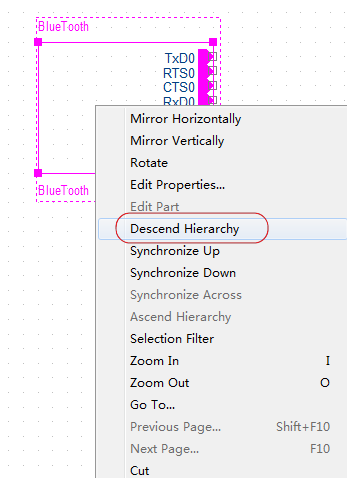 BlueTooth
TxD0
RTS0
CTS0
RxD0
BlueTooth
Mirror Horizontally
Mirror Vertically
Rotate
Edit Properties...
Edit Part
Descend Hierarchy
Synchronize Up
Synchronize Down
Synchronize Across
Ascend Hierarchy
Selection Filter
Zoom In I
Zoom Out O
Go To...
Previous Page... Shift+F10
Next Page... F10
Cut